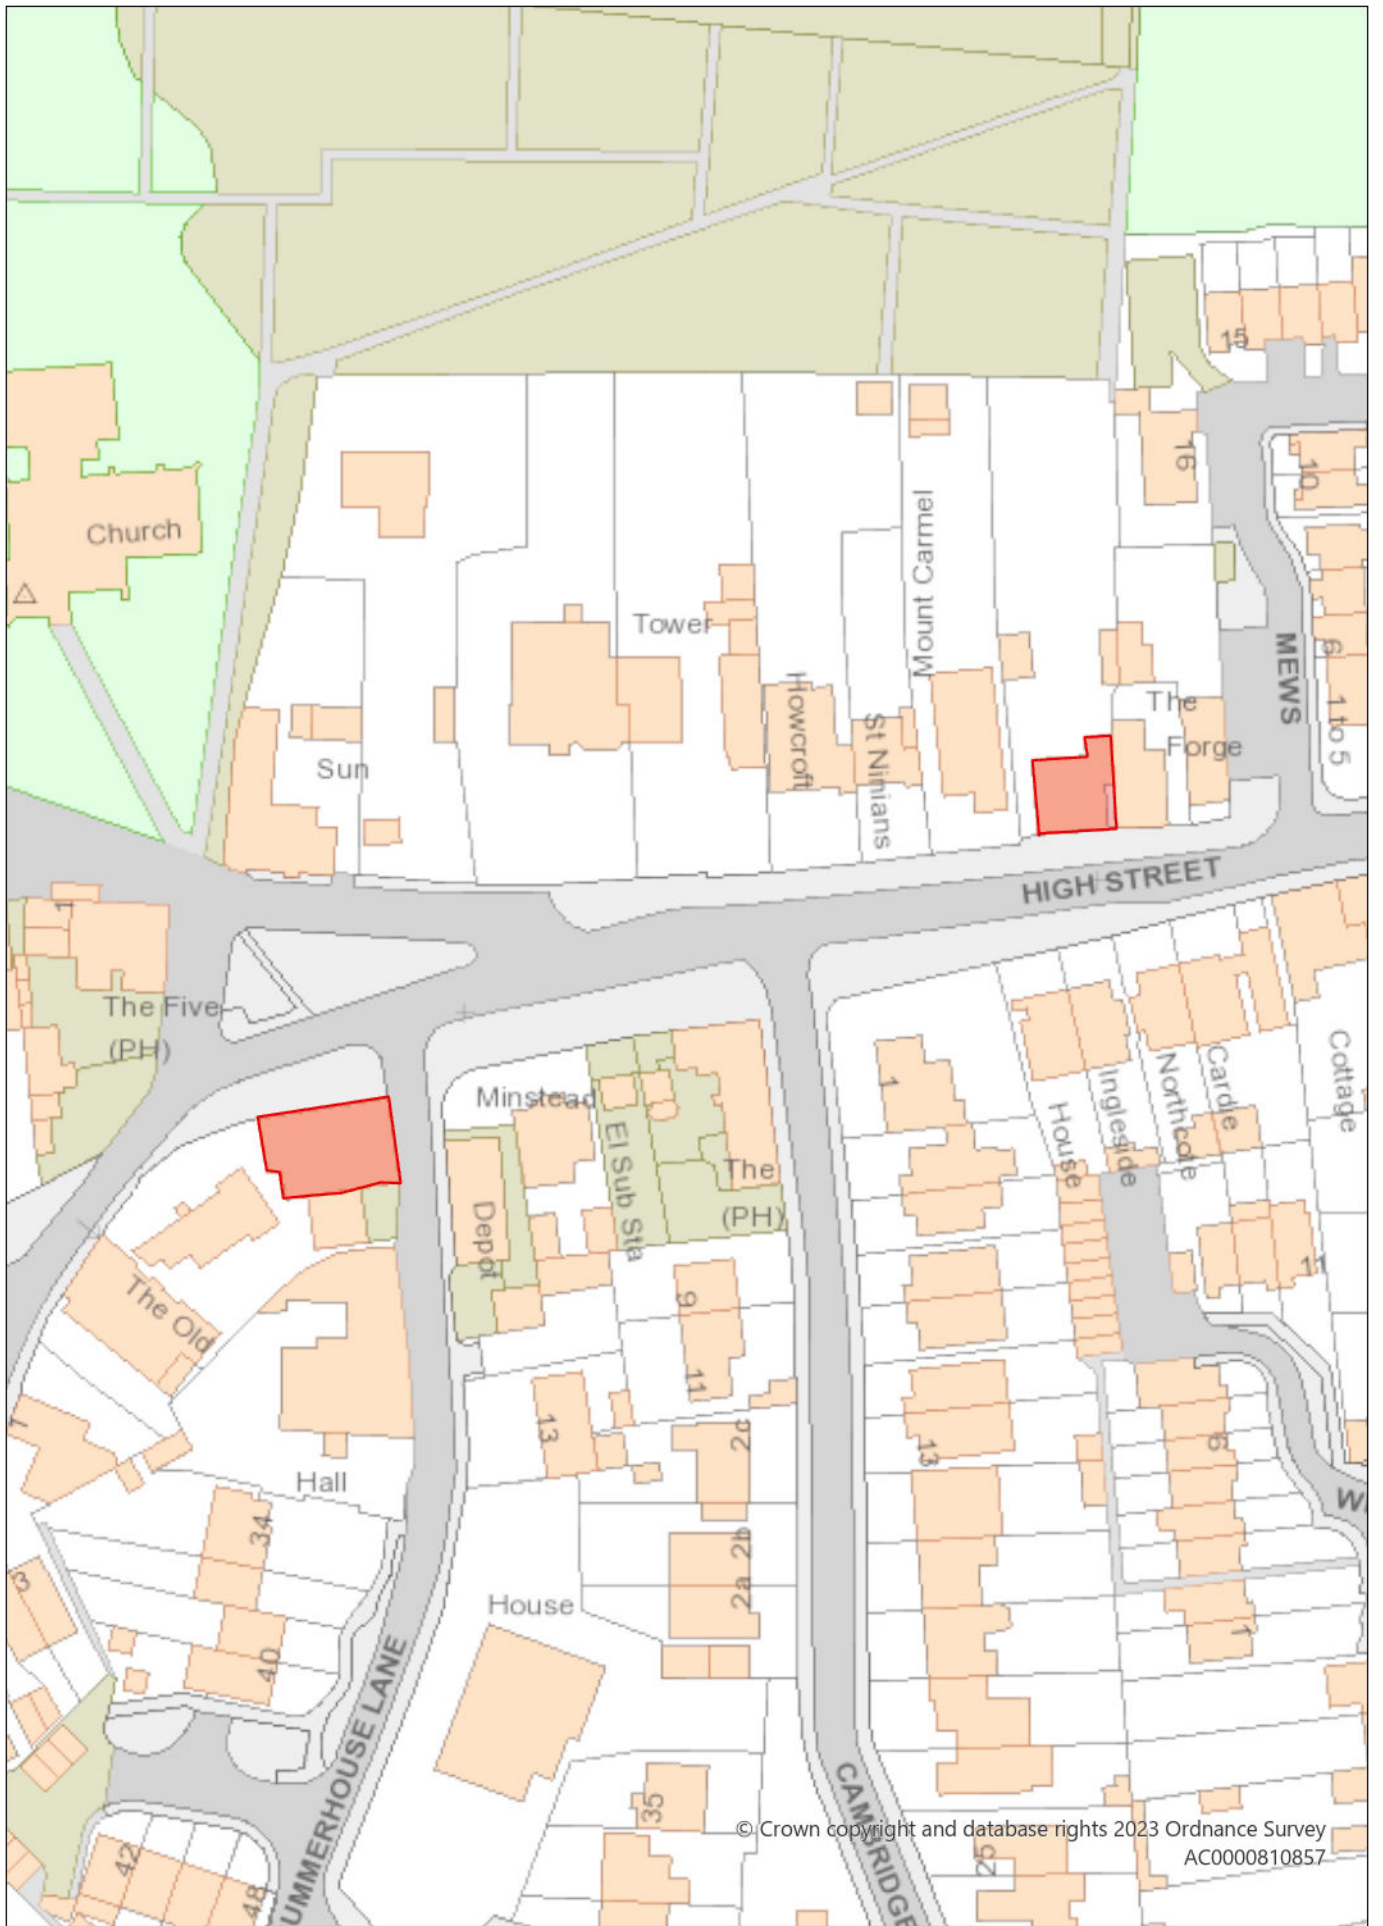 15
16
10
Church
Mount Carmel
Tower
MEWS
6
1 to 5
The
Forge
Howcroft
St Ninians
Sun
HIGH STREET
1
The Five
(PH)
Minstead
El Sub Sta
The
(PH)
Depot
1
House
Ingleside
Northcote
Cardie
Cottage
11
The Old
9
11
13
2c
13
6
Hall
34
2b
2a
3
House
40
1
SUMMERHOUSE LANE
35
CAMBRIDGE
25
42
48
© Crown copyright and database rights 2023 Ordnance Survey
AC0000810857